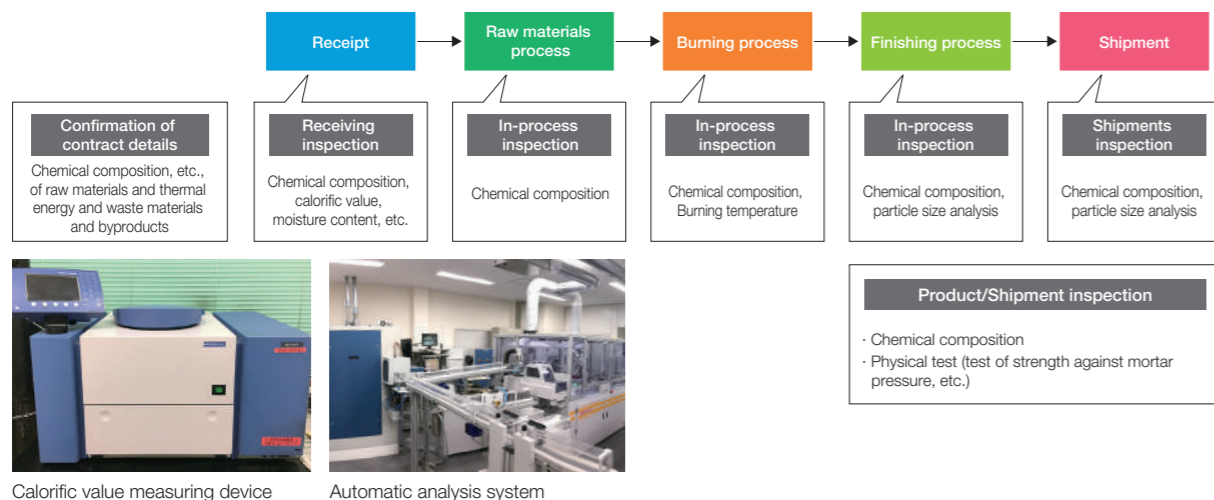 Receipt
Raw materials
process
Burning process
Finishing process
Shipment
Confirmation of
contract details
Chemical composition, etc.,
of raw materials and thermal
energy and waste materials
and byproducts
Receiving
inspection
Chemical composition,
calorific value,
moisture content, etc.
In-process
inspection
Chemical composition
In-process
inspection
Chemical composition,
Burning temperature
In-process
inspection
Chemical composition,
particle size analysis
Shipments
inspection
Chemical composition,
particle size analysis
Product/Shipment inspection
· Chemical composition
· Physical test (test of strength against mortar
pressure, etc.)
Calorific value measuring device
Automatic analysis system